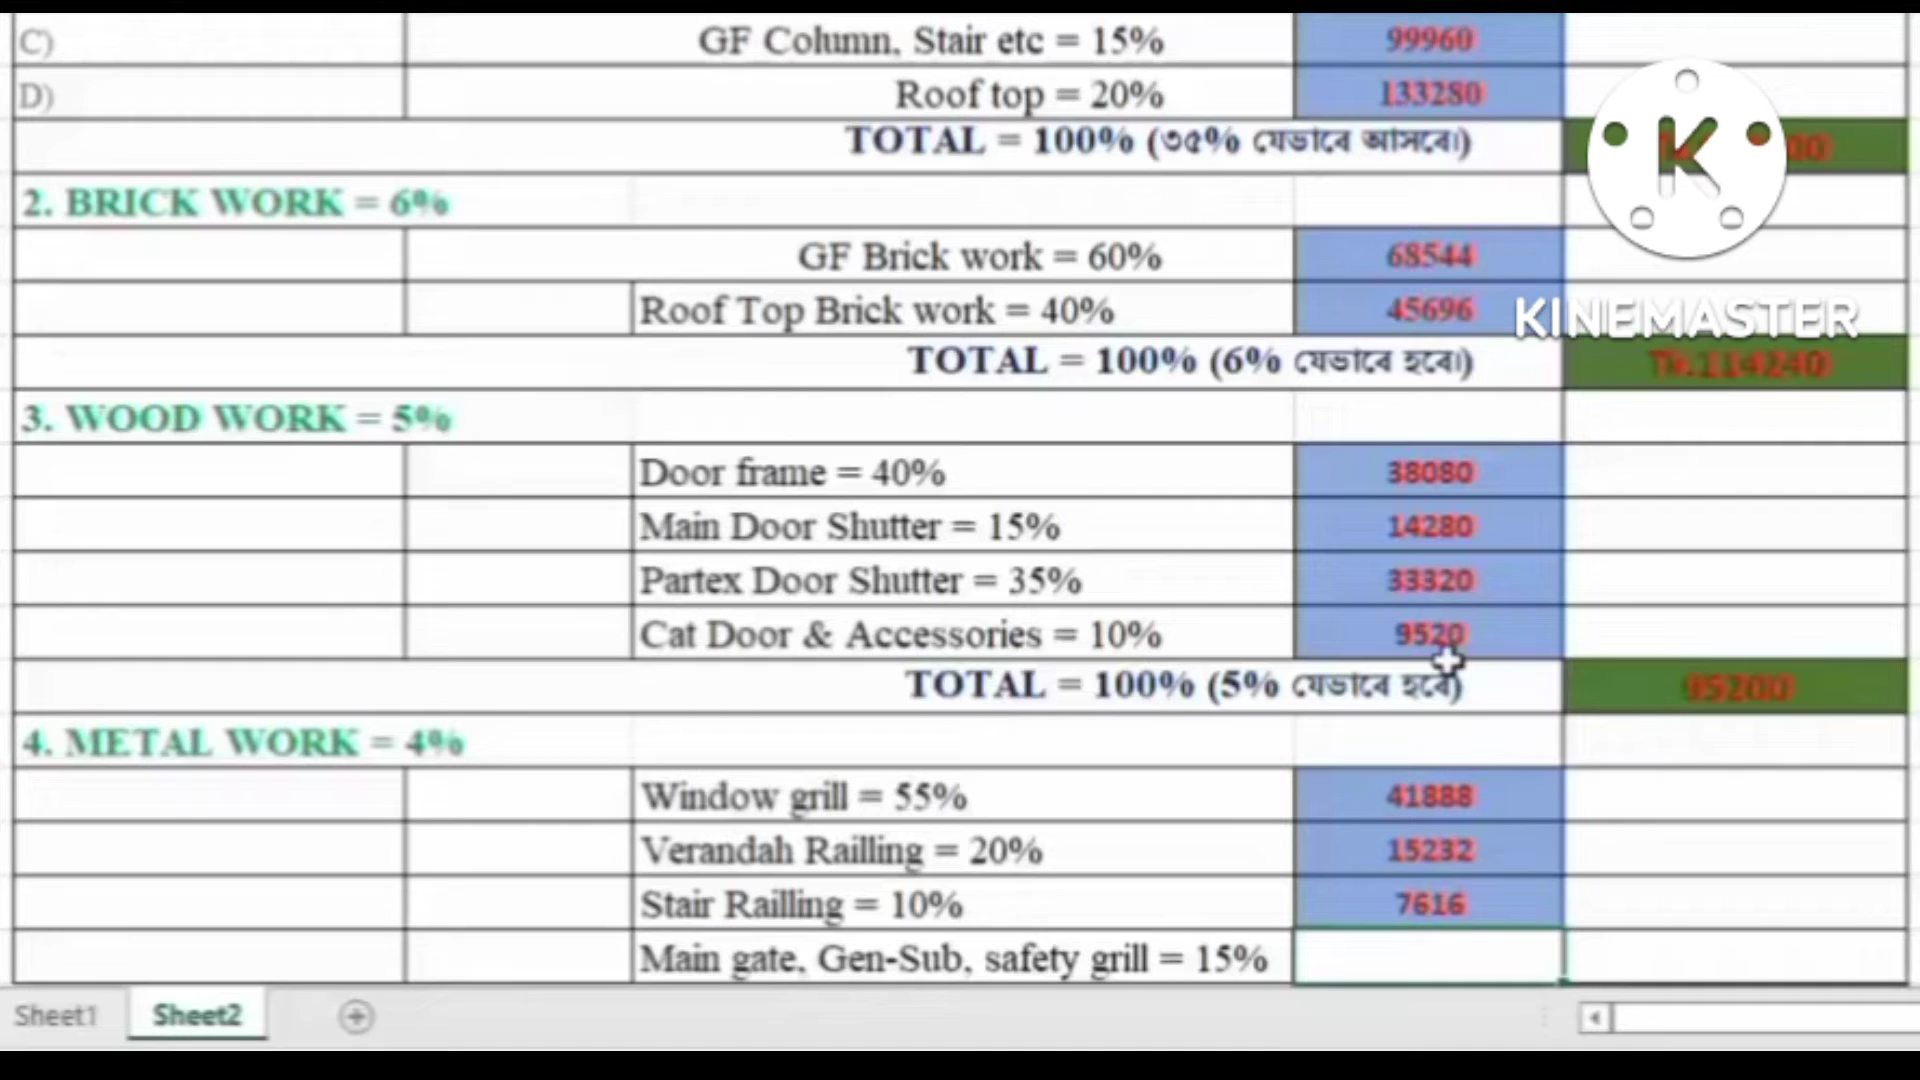 C) GF Column, Stair etc = 15% 99960
D) Roof top = 20% 133280
TOTAL = 100% (৩৫% যেভাবে আসবে।)
2. BRICK WORK = 6%
GF Brick work = 60% 68544
Roof Top Brick work = 40% 45696
KINEMASTER
TOTAL = 100% (6% যেভাবে হবে।) Tk.114240
3. WOOD WORK = 5%
Door frame = 40% 38080
Main Door Shutter = 15% 14280
Partex Door Shutter = 35% 33320
Cat Door & Accessories = 10% 9520
TOTAL = 100% (5% যেভাবে হবে) 95200
4. METAL WORK = 4%
Window grill = 55% 41888
Verandah Railling = 20% 15232
Stair Railling = 10% 7616
Main gate, Gen-Sub, safety grill = 15%
Sheet1 Sheet2